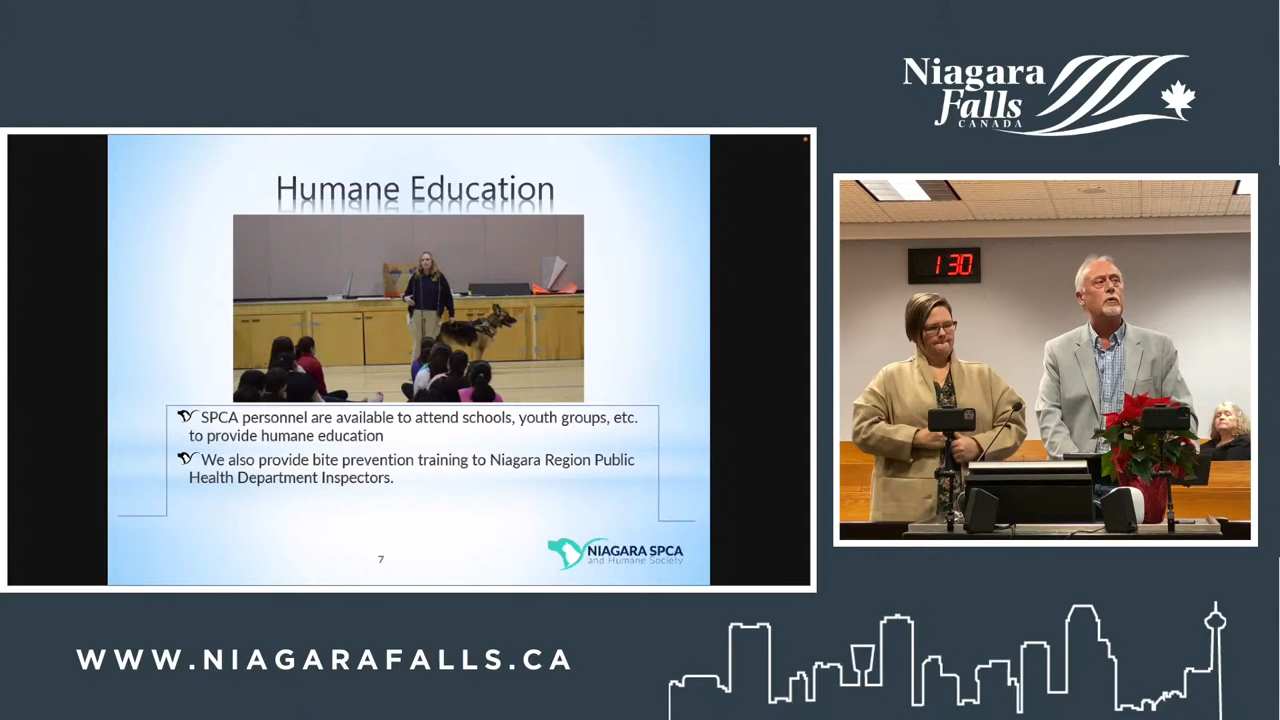 Niagara
Falls
CANADA
Humane Education
SPCA personnel are available to attend schools, youth groups, etc.
to provide humane education
We also provide bite prevention training to Niagara Region Public
Health Department Inspectors.
7
NIAGARA SPCA
and Humane Society
1 30
WWW.NIAGARAFALLS.CA